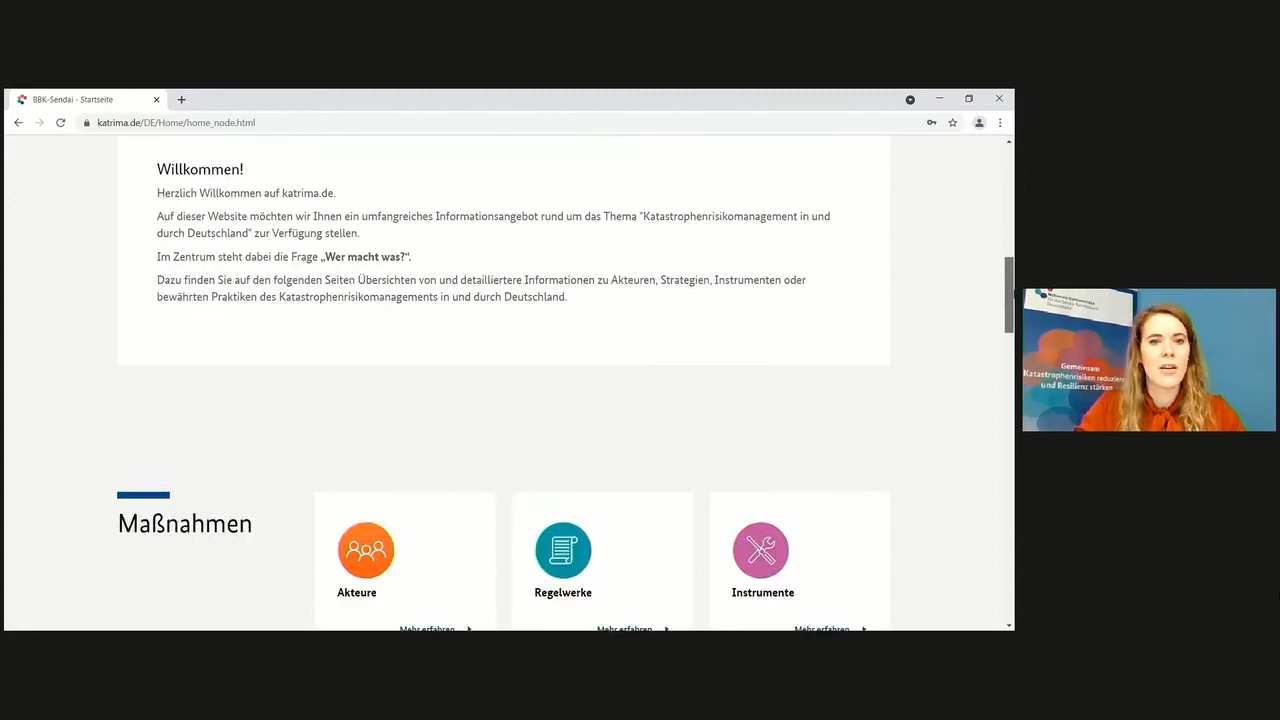 BBK-Sendai - Startseite
katrima.de/DE/Home/home_node.html
Willkommen!
Herzlich Willkommen auf katrima.de.
Auf dieser Website möchten wir Ihnen ein umfangreiches Informationsangebot rund um das Thema "Katastrophenrisikomanagement in und
durch Deutschland" zur Verfügung stellen.
Im Zentrum steht dabei die Frage „Wer macht was?“.
Dazu finden Sie auf den folgenden Seiten Übersichten von und detailliertere Informationen zu Akteuren, Strategien, Instrumenten oder
bewährten Praktiken des Katastrophenrisikomanagements in und durch Deutschland.
Maßnahmen
Akteure
Regelwerke
Instrumente
Mehr erfahren
Mehr erfahren
Mehr erfahren
Gemeinsam
Katastrophenrisiken
und Resilienz stärken